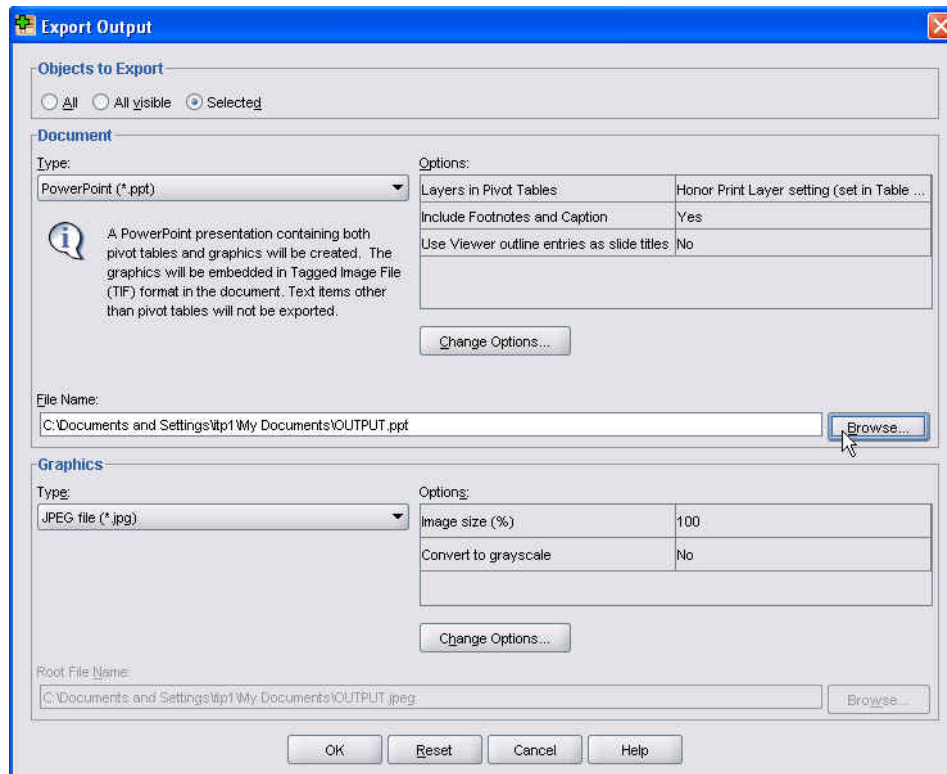 Export Output
Objects to Export
All All visible Selected
Document
Type:
PowerPoint (*.ppt)
A PowerPoint presentation containing both
pivot tables and graphics will be created. The
graphics will be embedded in Tagged Image File
(TIF) format in the document. Text items other
than pivot tables will not be exported.
Options:
Layers in Pivot Tables Honor Print Layer setting (set in Table ...
Include Footnotes and Caption Yes
Use Viewer outline entries as slide titles No
Change Options...
File Name:
C:\Documents and Settings\ltp1\My Documents\OUTPUT.ppt
Browse...
Graphics
Type:
JPEG file (*.jpg)
Options:
Image size (%) 100
Convert to grayscale No
Change Options...
Root File Name:
C:\Documents and Settings\ltp1\My Documents\OUTPUT.jpeg
Browse...
OK Reset Cancel Help